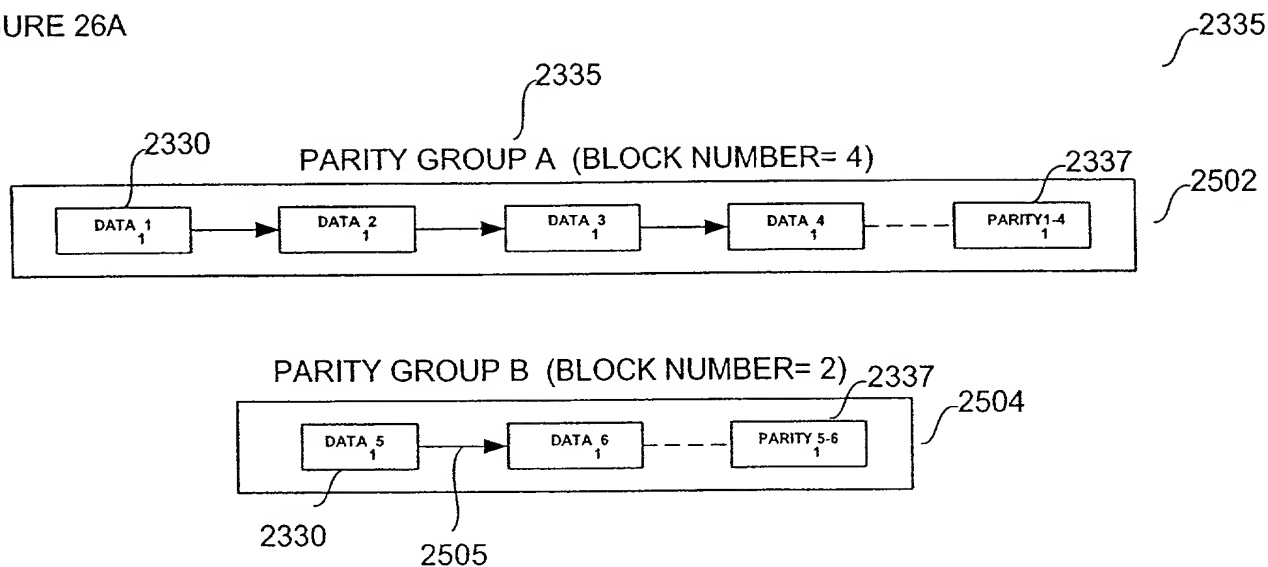 URE 26A
2335
2335
2330
PARITY GROUP A (BLOCK NUMBER= 4)
2337
2502
DATA 1 1
DATA 2 1
DATA 3 1
DATA 4 1
PARITY1-4 1
PARITY GROUP B (BLOCK NUMBER= 2)
2337
2504
DATA 5 1
DATA 6 1
PARITY 5-6 1
2330
2505